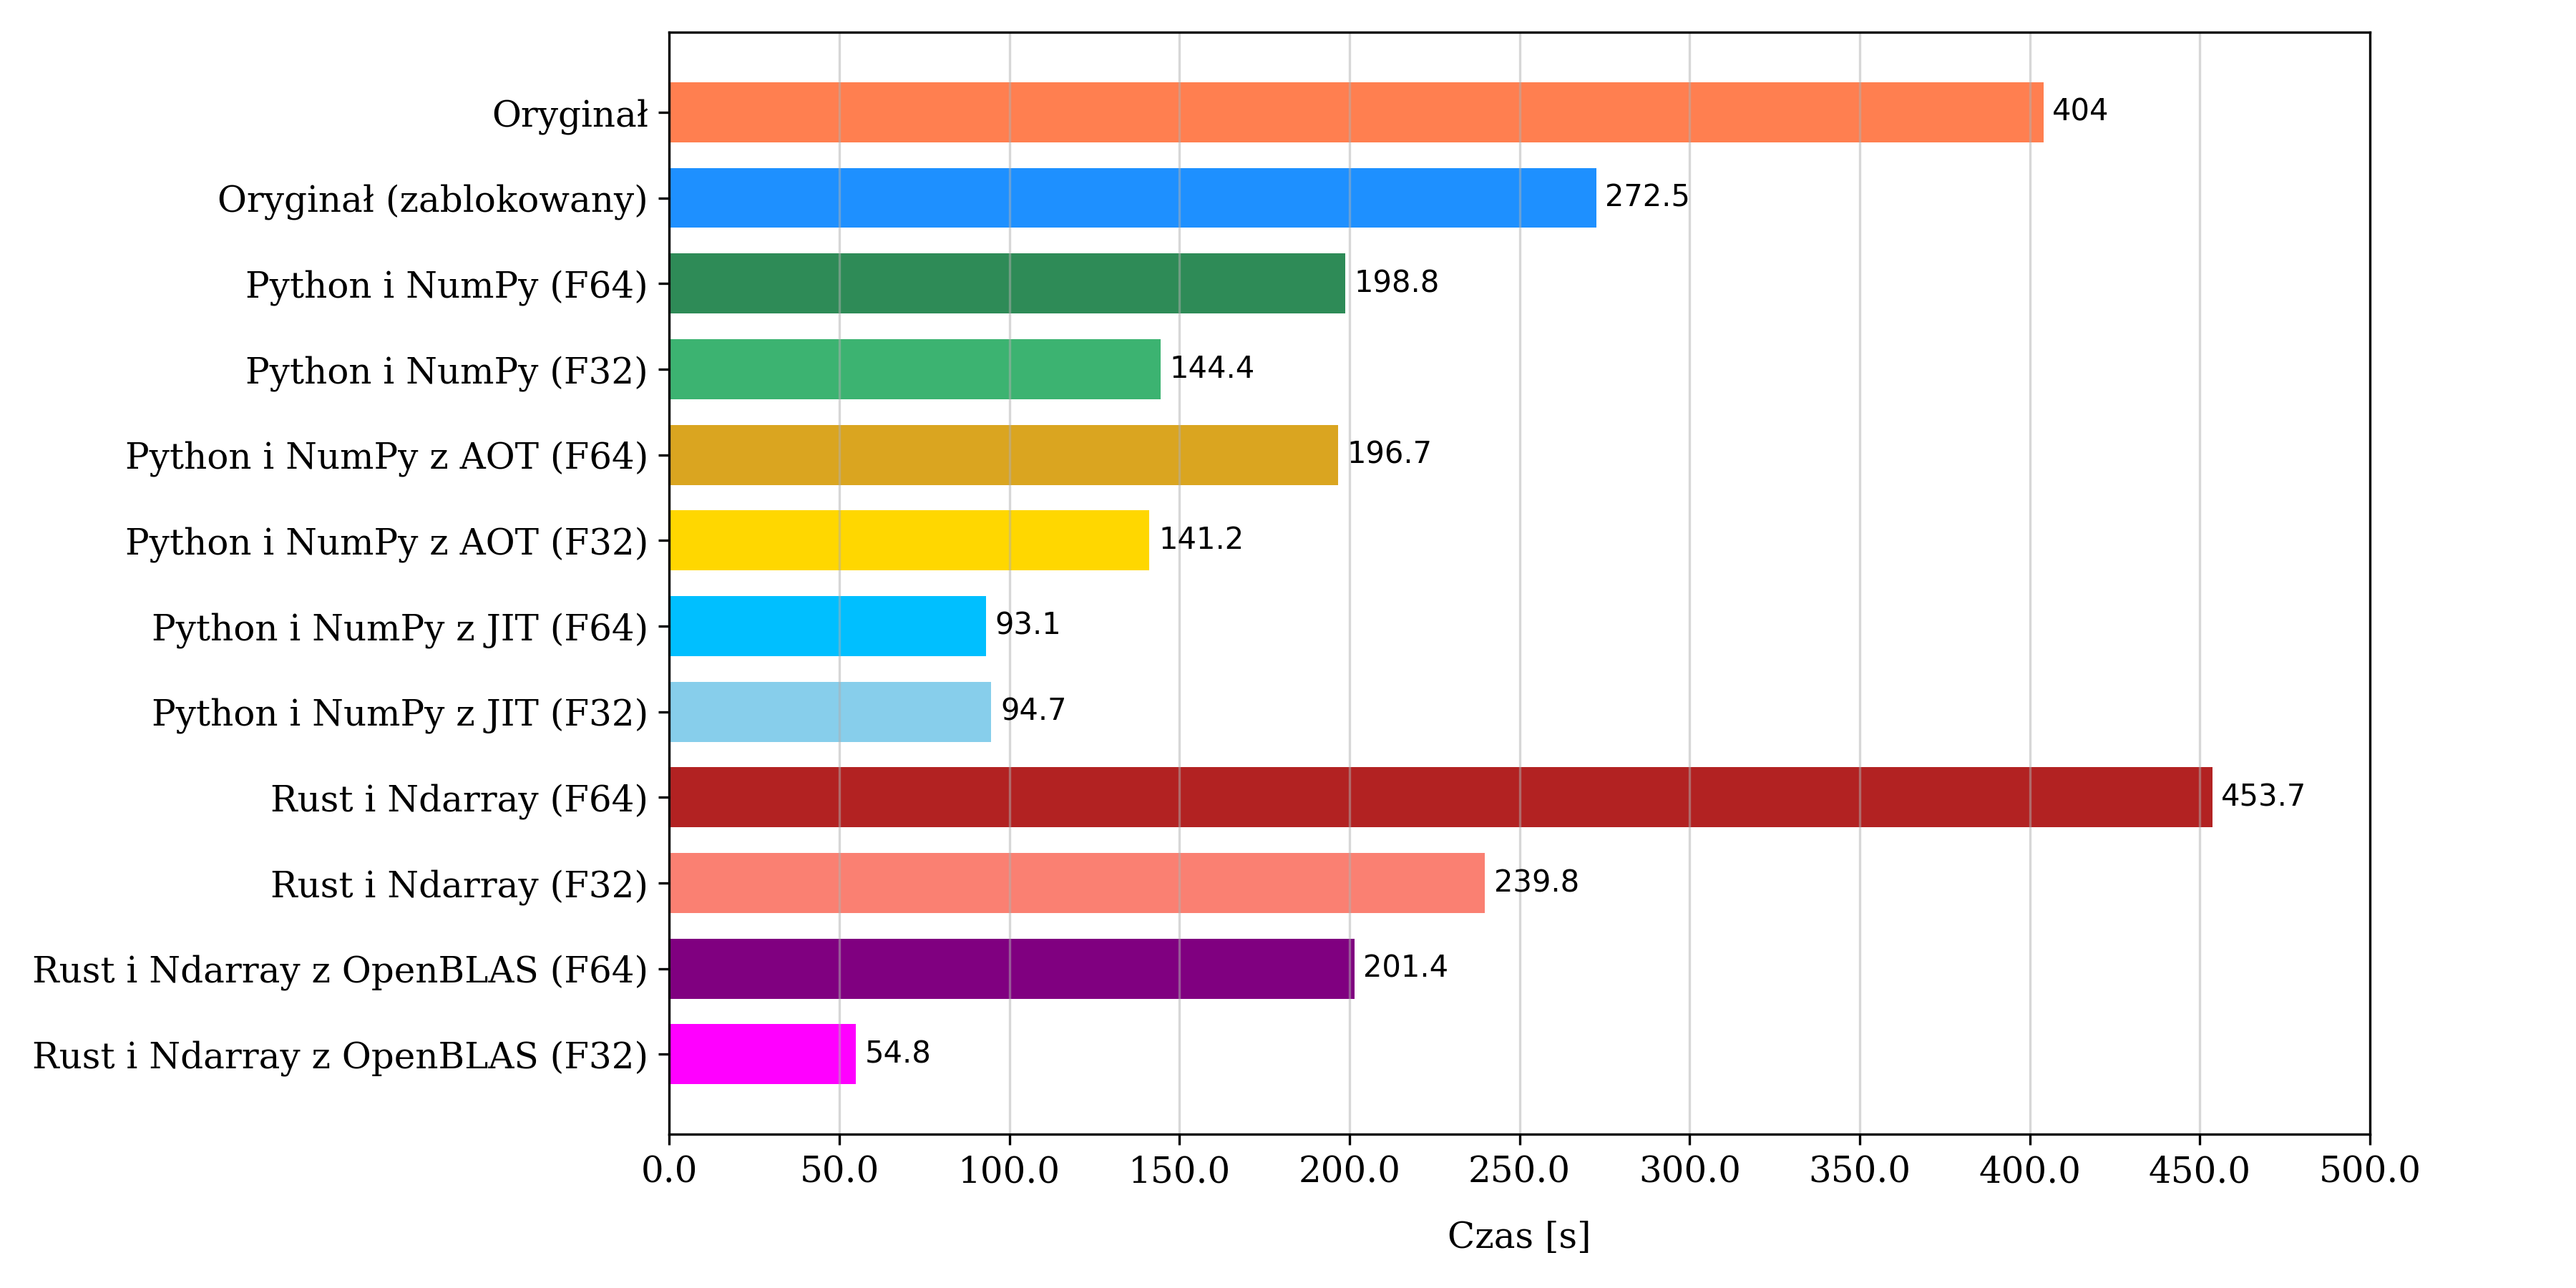 Oryginał 404
Oryginał (zablokowany) 272.5
Python i NumPy (F64) 198.8
Python i NumPy (F32) 144.4
Python i NumPy z AOT (F64) 196.7
Python i NumPy z AOT (F32) 141.2
Python i NumPy z JIT (F64) 93.1
Python i NumPy z JIT (F32) 94.7
Rust i Ndarray (F64) 453.7
Rust i Ndarray (F32) 239.8
Rust i Ndarray z OpenBLAS (F64) 201.4
Rust i Ndarray z OpenBLAS (F32) 54.8
0.0 50.0 100.0 150.0 200.0 250.0 300.0 350.0 400.0 450.0 500.0
Czas [s]